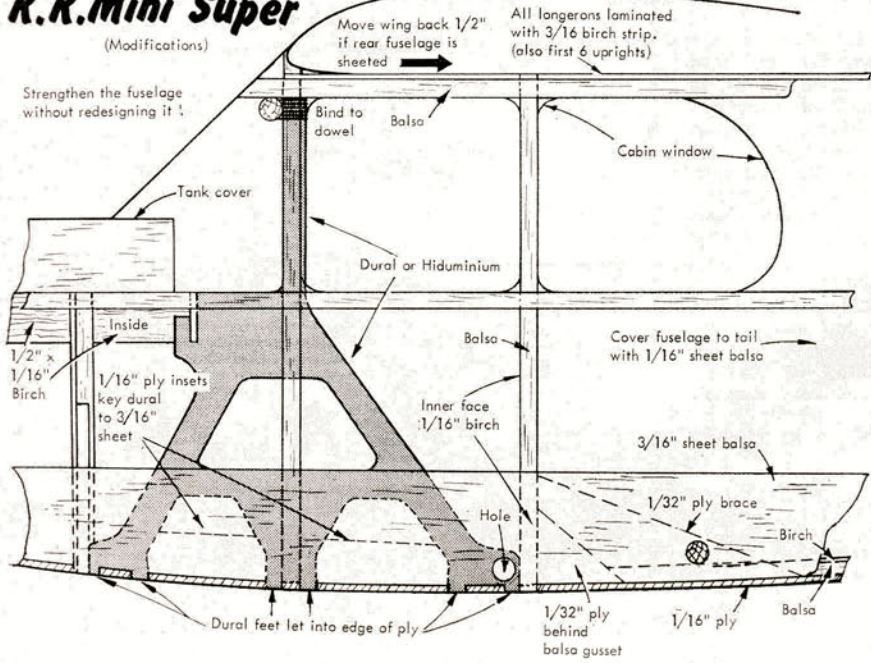 R.R.Mini Super
(Modifications)
Strengthen the fuselage
without redesigning it !
Move wing back 1/2"
if rear fuselage is
sheeted
All longerons laminated
with 3/16 birch strip.
(also first 6 uprights)
Bind to
dowel
Balsa
Cabin window
Tank cover
Dural or Hiduminium
Inside
1/2" x
1/16"
Birch
1/16" ply insets
key dural
to 3/16"
sheet
Balsa
Cover fuselage to tail
with 1/16" sheet balsa
Inner face
1/16" birch
3/16" sheet balsa
1/32" ply brace
Hole
Birch
Balsa
1/16" ply
1/32" ply
behind
balsa gusset
Dural feet let into edge of ply